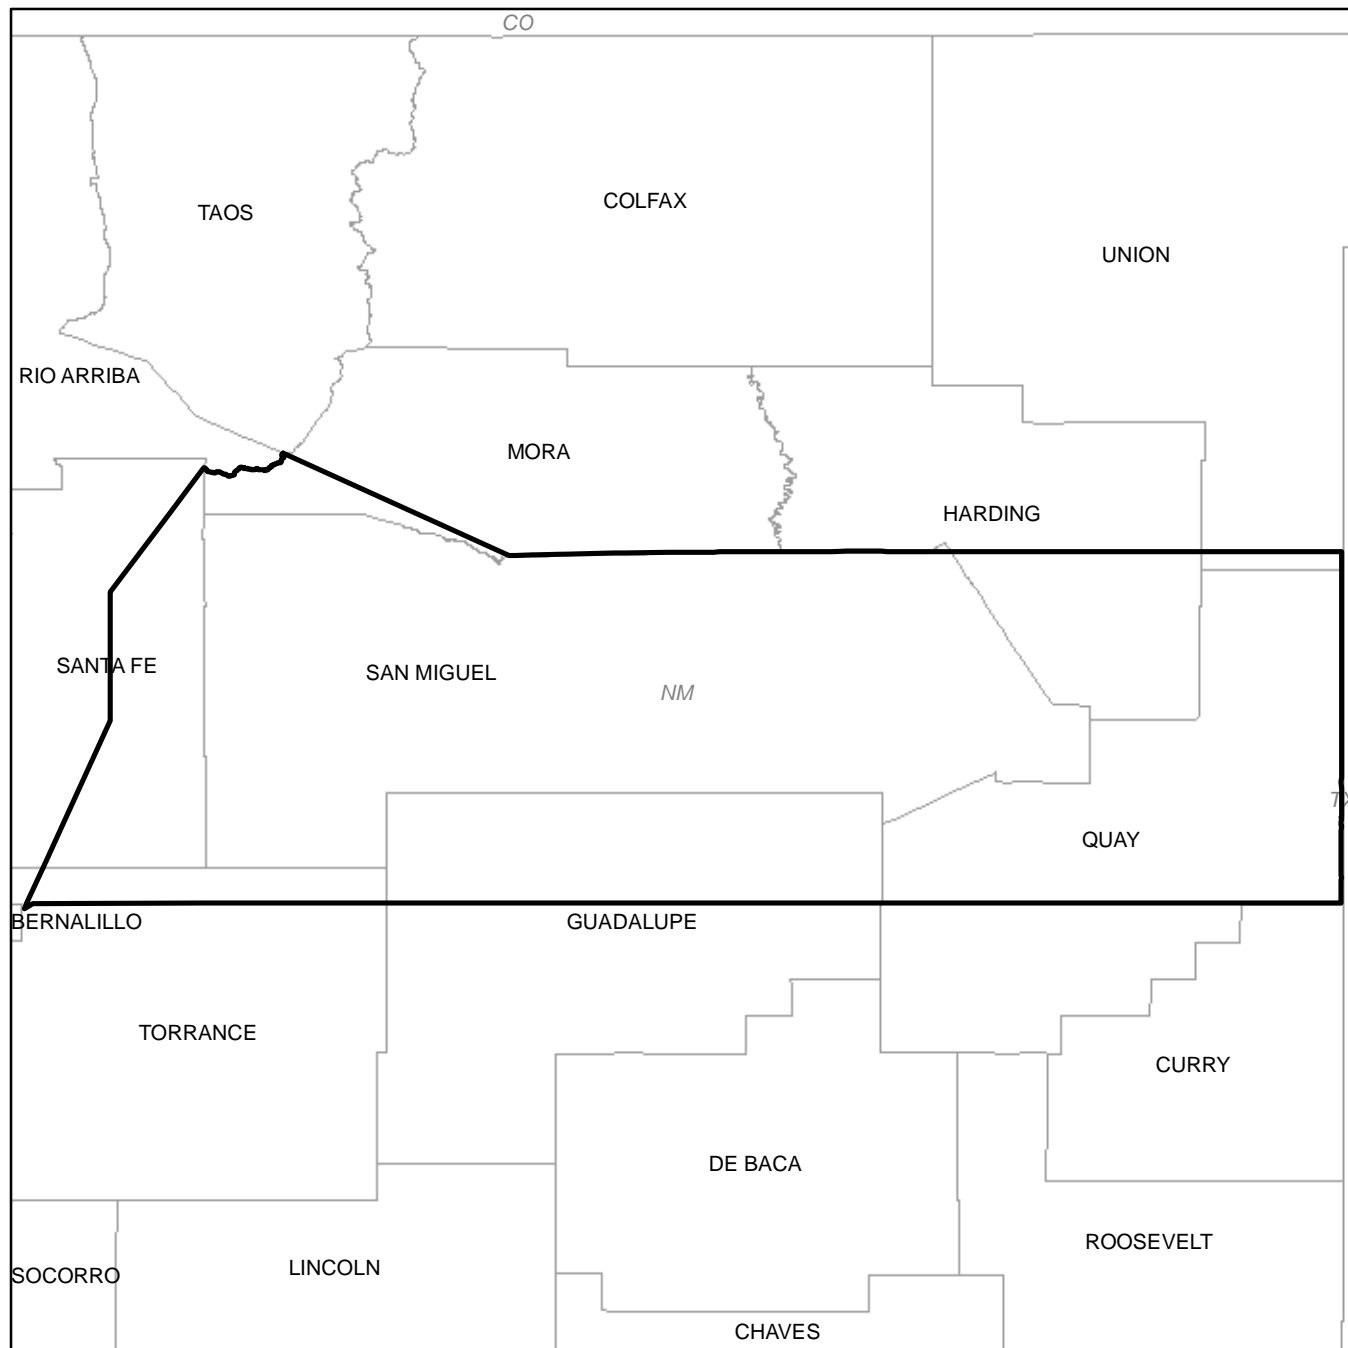 CO
TAOS
COLFAX
UNION
RIO ARRIBA
MORA
HARDING
SANTA FE
SAN MIGUEL
NM
TX
QUAY
BERNALILLO
GUADALUPE
TORRANCE
CURRY
DE BACA
ROOSEVELT
SOCORRO
LINCOLN
CHAVES